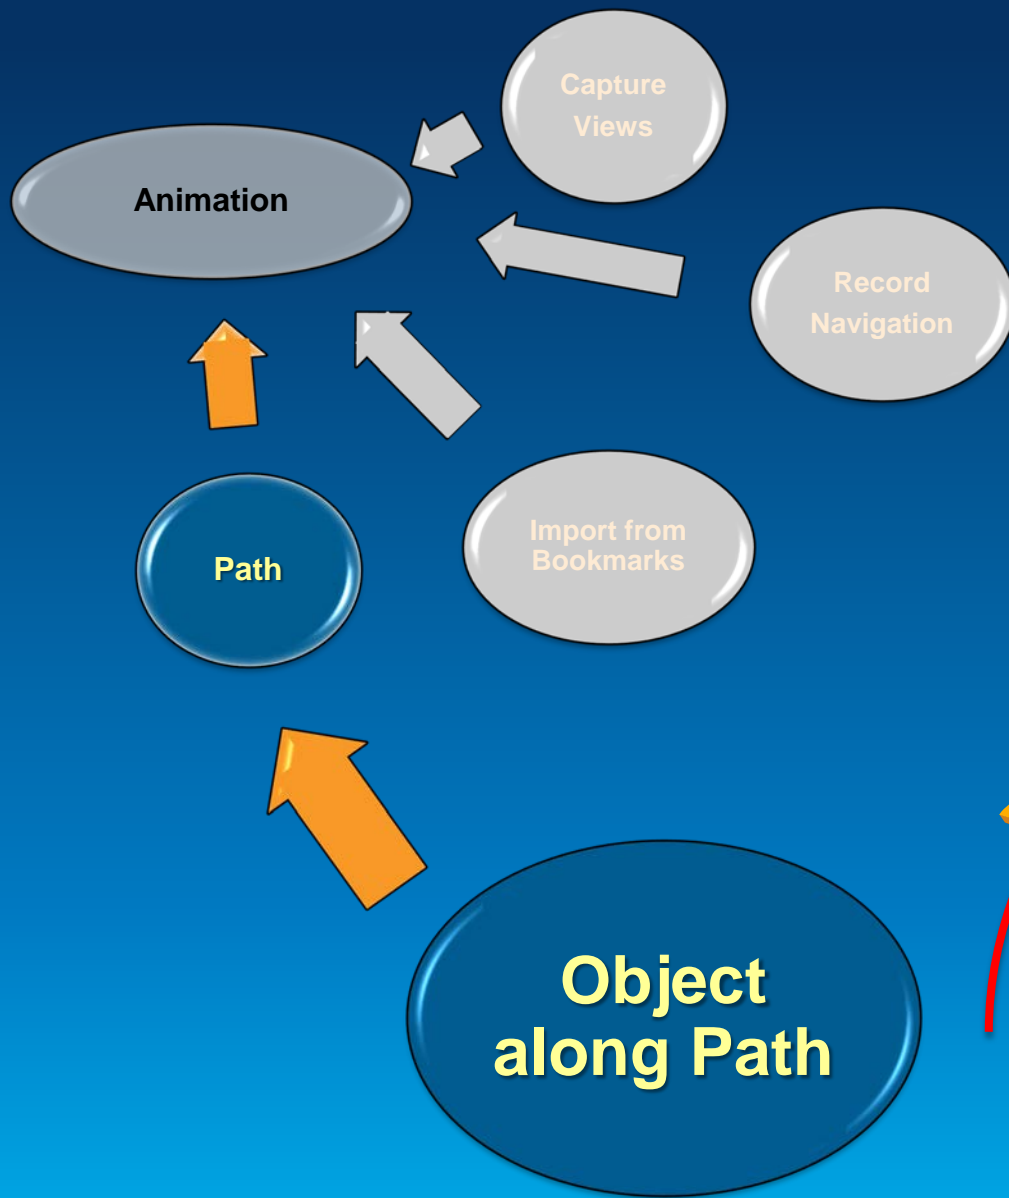 Capture
Views
Animation
Record
Navigation
Import from
Bookmarks
Path
Object
along Path